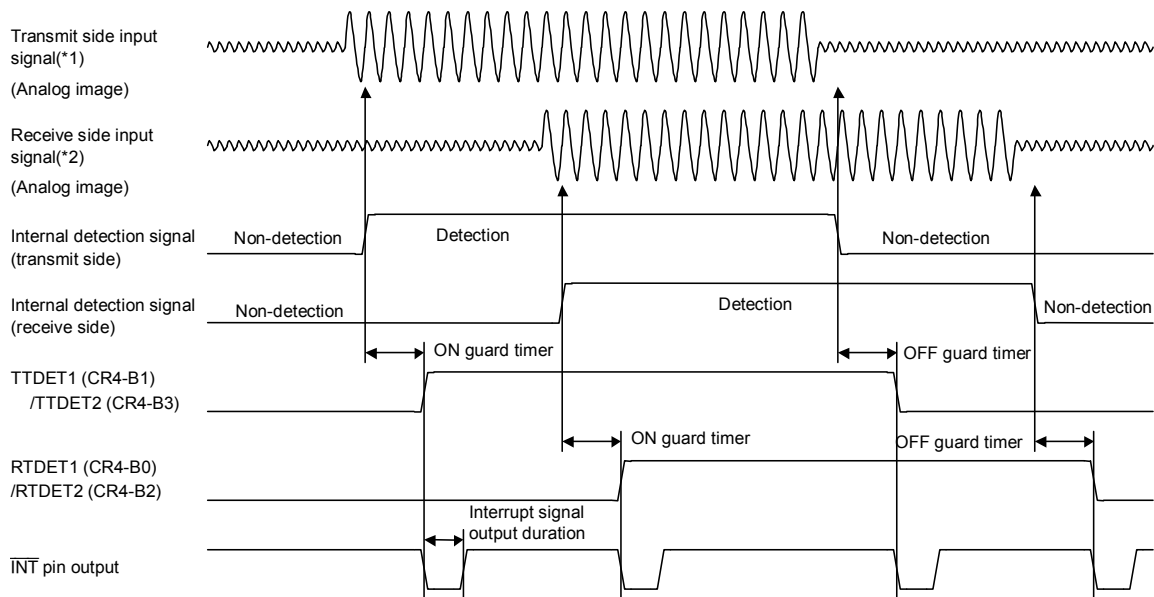 Transmit side input
signal(*1)
(Analog image)
Receive side input
signal(*2)
(Analog image)
Internal detection signal
(transmit side)
Non-detection
Detection
Non-detection
Internal detection signal
(receive side)
Non-detection
Detection
Non-detection
ON guard timer
OFF guard timer
TTDET1 (CR4-B1)
/TTDET2 (CR4-B3)
ON guard timer
OFF guard timer
RTDET1 (CR4-B0)
/RTDET2 (CR4-B2)
Interrupt signal
output duration
INT pin output